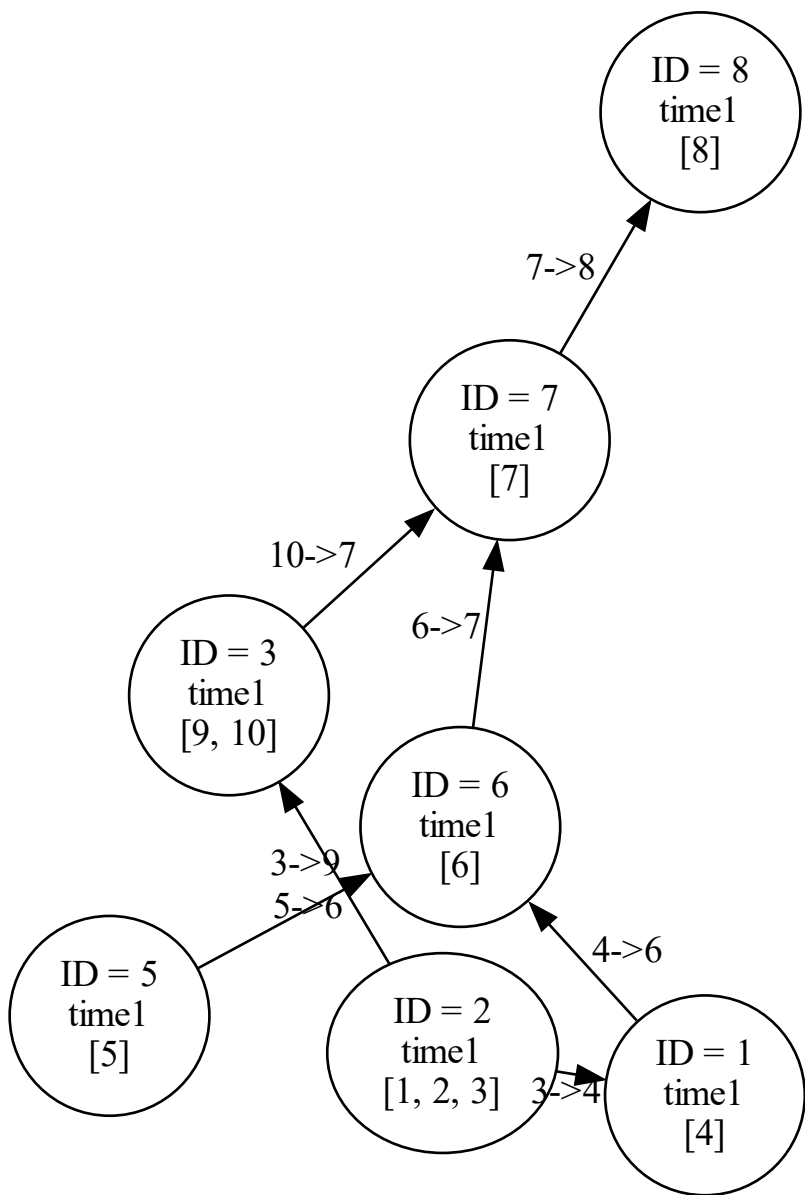 ID = 8
time1
[8]
7->8
ID = 7
time1
[7]
10->7
6->7
ID = 3
time1
[9, 10]
ID = 6
time1
[6]
3->9
5->6
4->6
ID = 5
time1
[5]
ID = 2
time1
[1, 2, 3]
3->4
ID = 1
time1
[4]